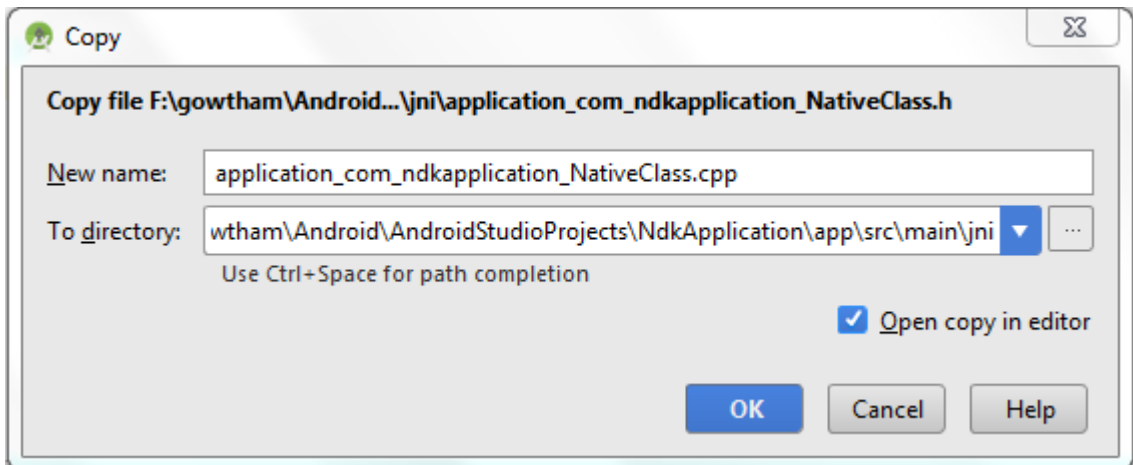 Copy
Copy file F:\gowtham\Android...\jni\application_com_ndkapplication_NativeClass.h
New name: application_com_ndkapplication_NativeClass.cpp
To directory: wtham\Android\AndroidStudioProjects\NdkApplication\app\src\main\jni ...
Use Ctrl+Space for path completion
Open copy in editor
OK Cancel Help